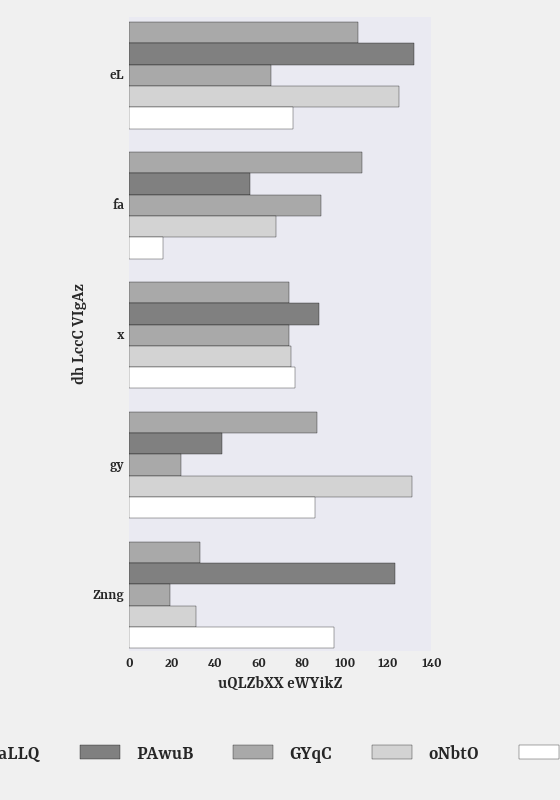 eL
fa
x
gy
Znng
dh LccC VIgAz
0 20 40 60 80 100 120 140
uQLZbXX eWYikZ
aLLQ PAwuB GYqC oNbtO